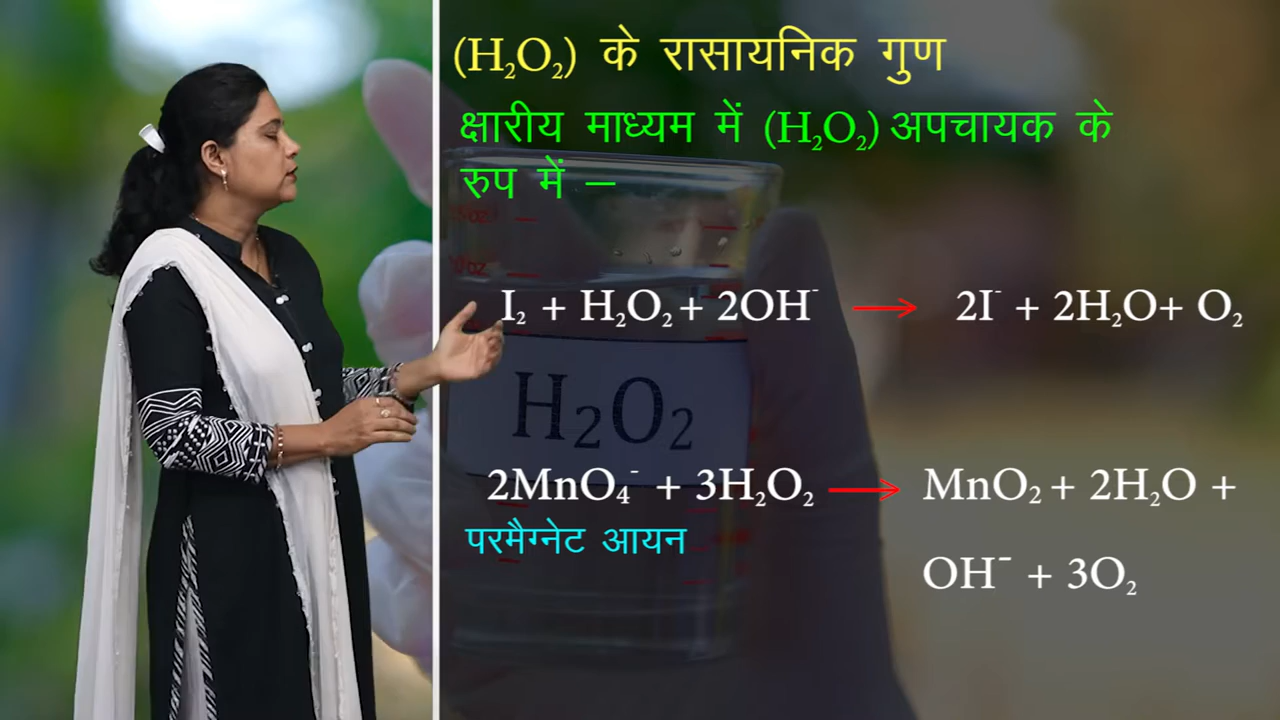 (H₂O₂) के रासायनिक गुण
क्षारीय माध्यम में (H₂O₂) अपचायक के
रुप में –
I₂ + H₂O₂ + 2OH⁻ ⟶ 2I⁻ + 2H₂O + O₂
H₂O₂
2MnO₄⁻ + 3H₂O₂ ⟶ MnO₂ + 2H₂O +
परमैग्नेट आयन
OH⁻ + 3O₂